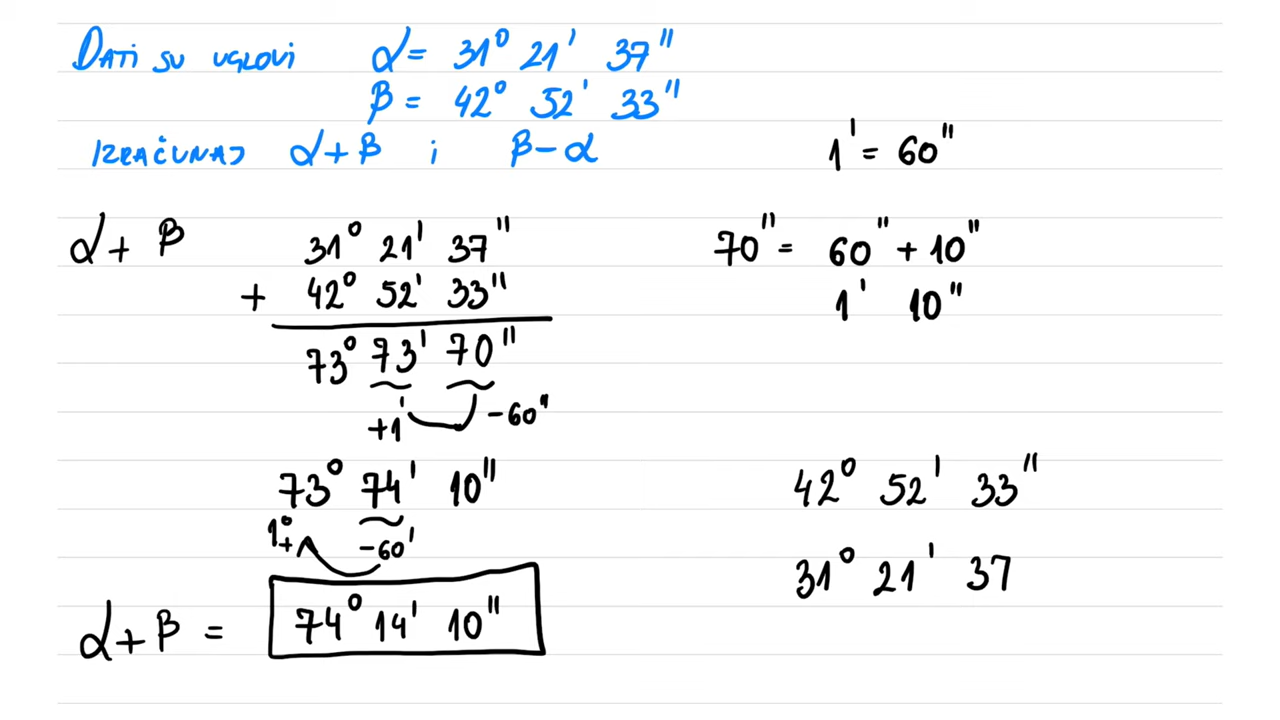 Dati su uglovi α = 31° 21' 37"
β = 42° 52' 33"
izračunaj α + β i β - α
1' = 60"
α + β 31° 21' 37"
+ 42° 52' 33"
73° 73' 70"
+1' -60"
73° 74' 10"
1°+ -60'
α + β = 74° 14' 10"
70" = 60" + 10"
1' 10"
42° 52' 33"
31° 21' 37